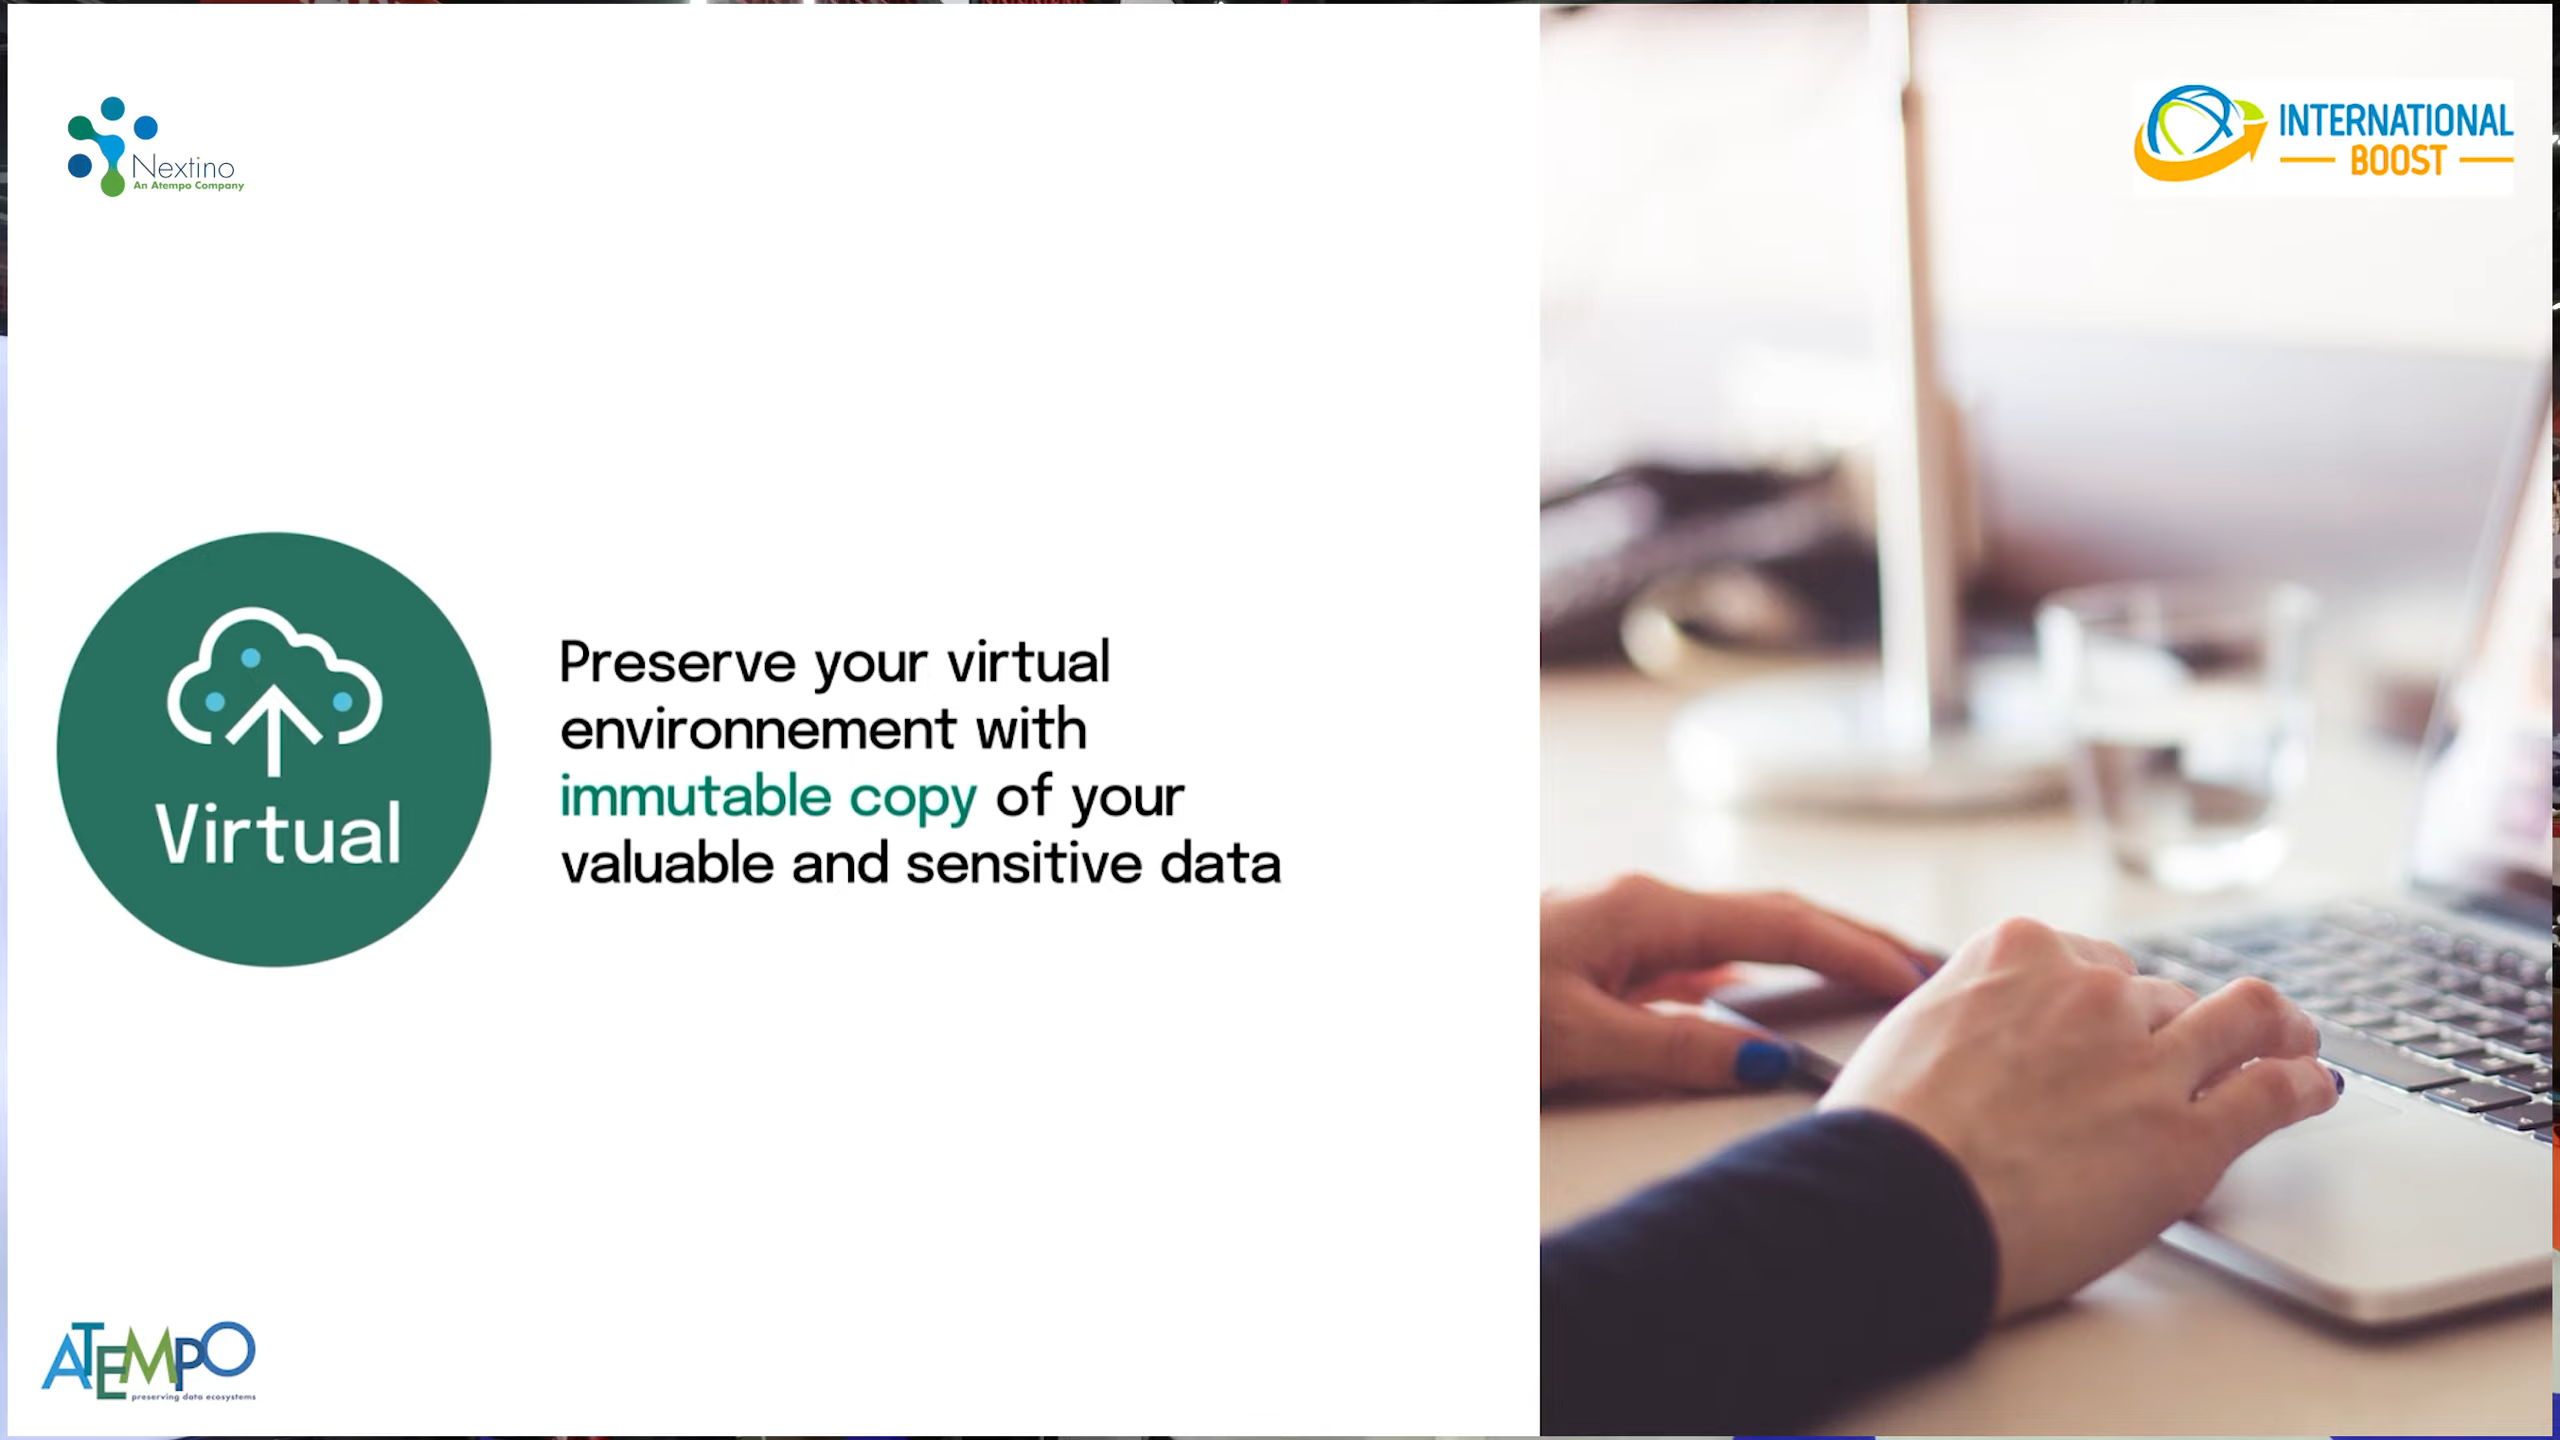 Nextino
An Atempo Company
INTERNATIONAL
BOOST
Virtual
Preserve your virtual
environnement with
immutable copy of your
valuable and sensitive data
ATEMPO
preserving data ecosystems